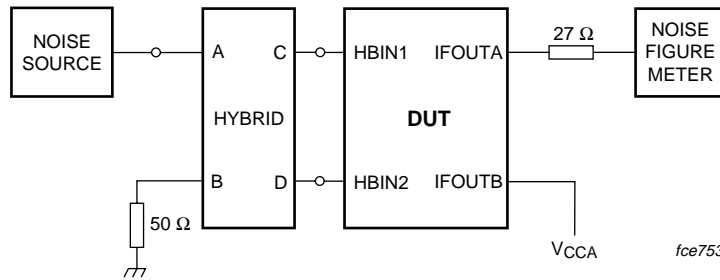 NOISE
SOURCE
A
B
50 Ω
HYBRID
C
D
HBIN1
HBIN2
DUT
IFOUTA
IFOUTB
27 Ω
VCCA
NOISE
FIGURE
METER
fce753